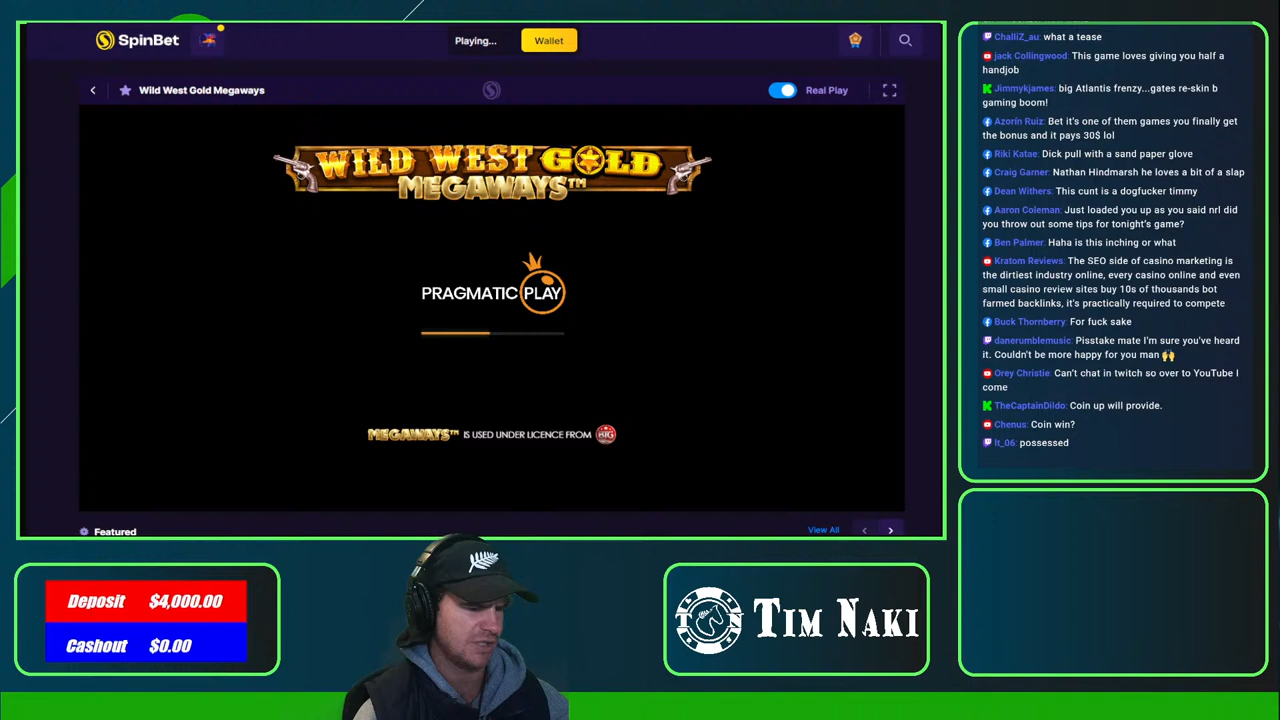 SpinBet
Playing...
Wallet
Wild West Gold Megaways
Real Play
WILD WEST GOLD
MEGAWAYS™
PRAGMATIC PLAY
MEGAWAYS™ IS USED UNDER LICENCE FROM BTG
Featured
View All
ChalliZ_au: what a tease
jack Collingwood: This game loves giving you half a
handjob
Jimmykjames: big Atlantis frenzy...gates re-skin b
gaming boom!
Azorín Ruiz: Bet it's one of them games you finally get
the bonus and it pays 30$ lol
Riki Katae: Dick pull with a sand paper glove
Craig Garner: Nathan Hindmarsh he loves a bit of a slap
Dean Withers: This cunt is a dogfucker timmy
Aaron Coleman: Just loaded you up as you said nrl did
you throw out some tips for tonight's game?
Ben Palmer: Haha is this inching or what
Kratom Reviews: The SEO side of casino marketing is
the dirtiest industry online, every casino online and even
small casino review sites buy 10s of thousands bot
farmed backlinks, it's practically required to compete
Buck Thornberry: For fuck sake
danerumblemusic: Pisstake mate I'm sure you've heard
it. Couldn't be more happy for you man 🙌
Orey Christie: Can't chat in twitch so over to YouTube I
come
TheCaptainDildo: Coin up will provide.
Chenus: Coin win?
lt_06: possessed
Deposit $4,000.00
Cashout $0.00
T N
TIM NAKI